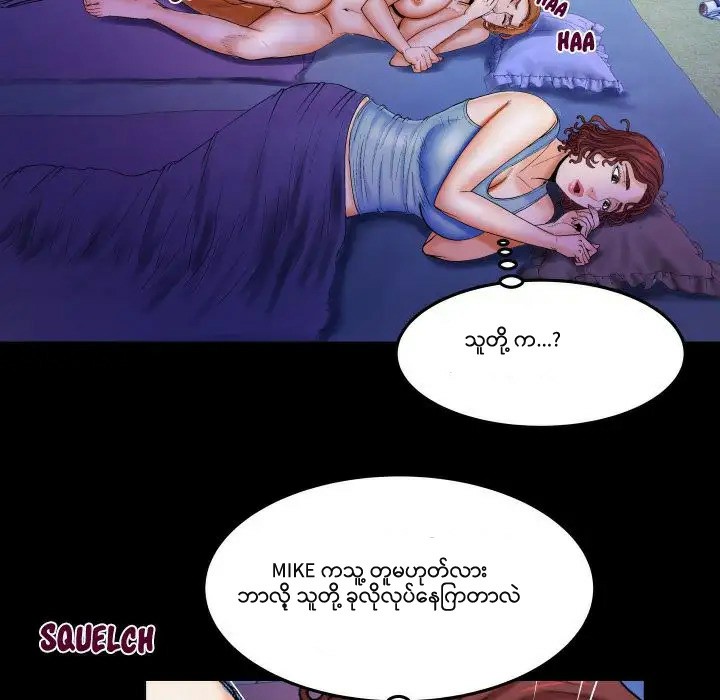 HAA
HAA
သူတို့ က...?
MIKE ကသူ့ တူမဟုတ်လား
ဘာလို့ သူတို့ ခုလိုလုပ်နေကြာတာလဲ
SQUELCH